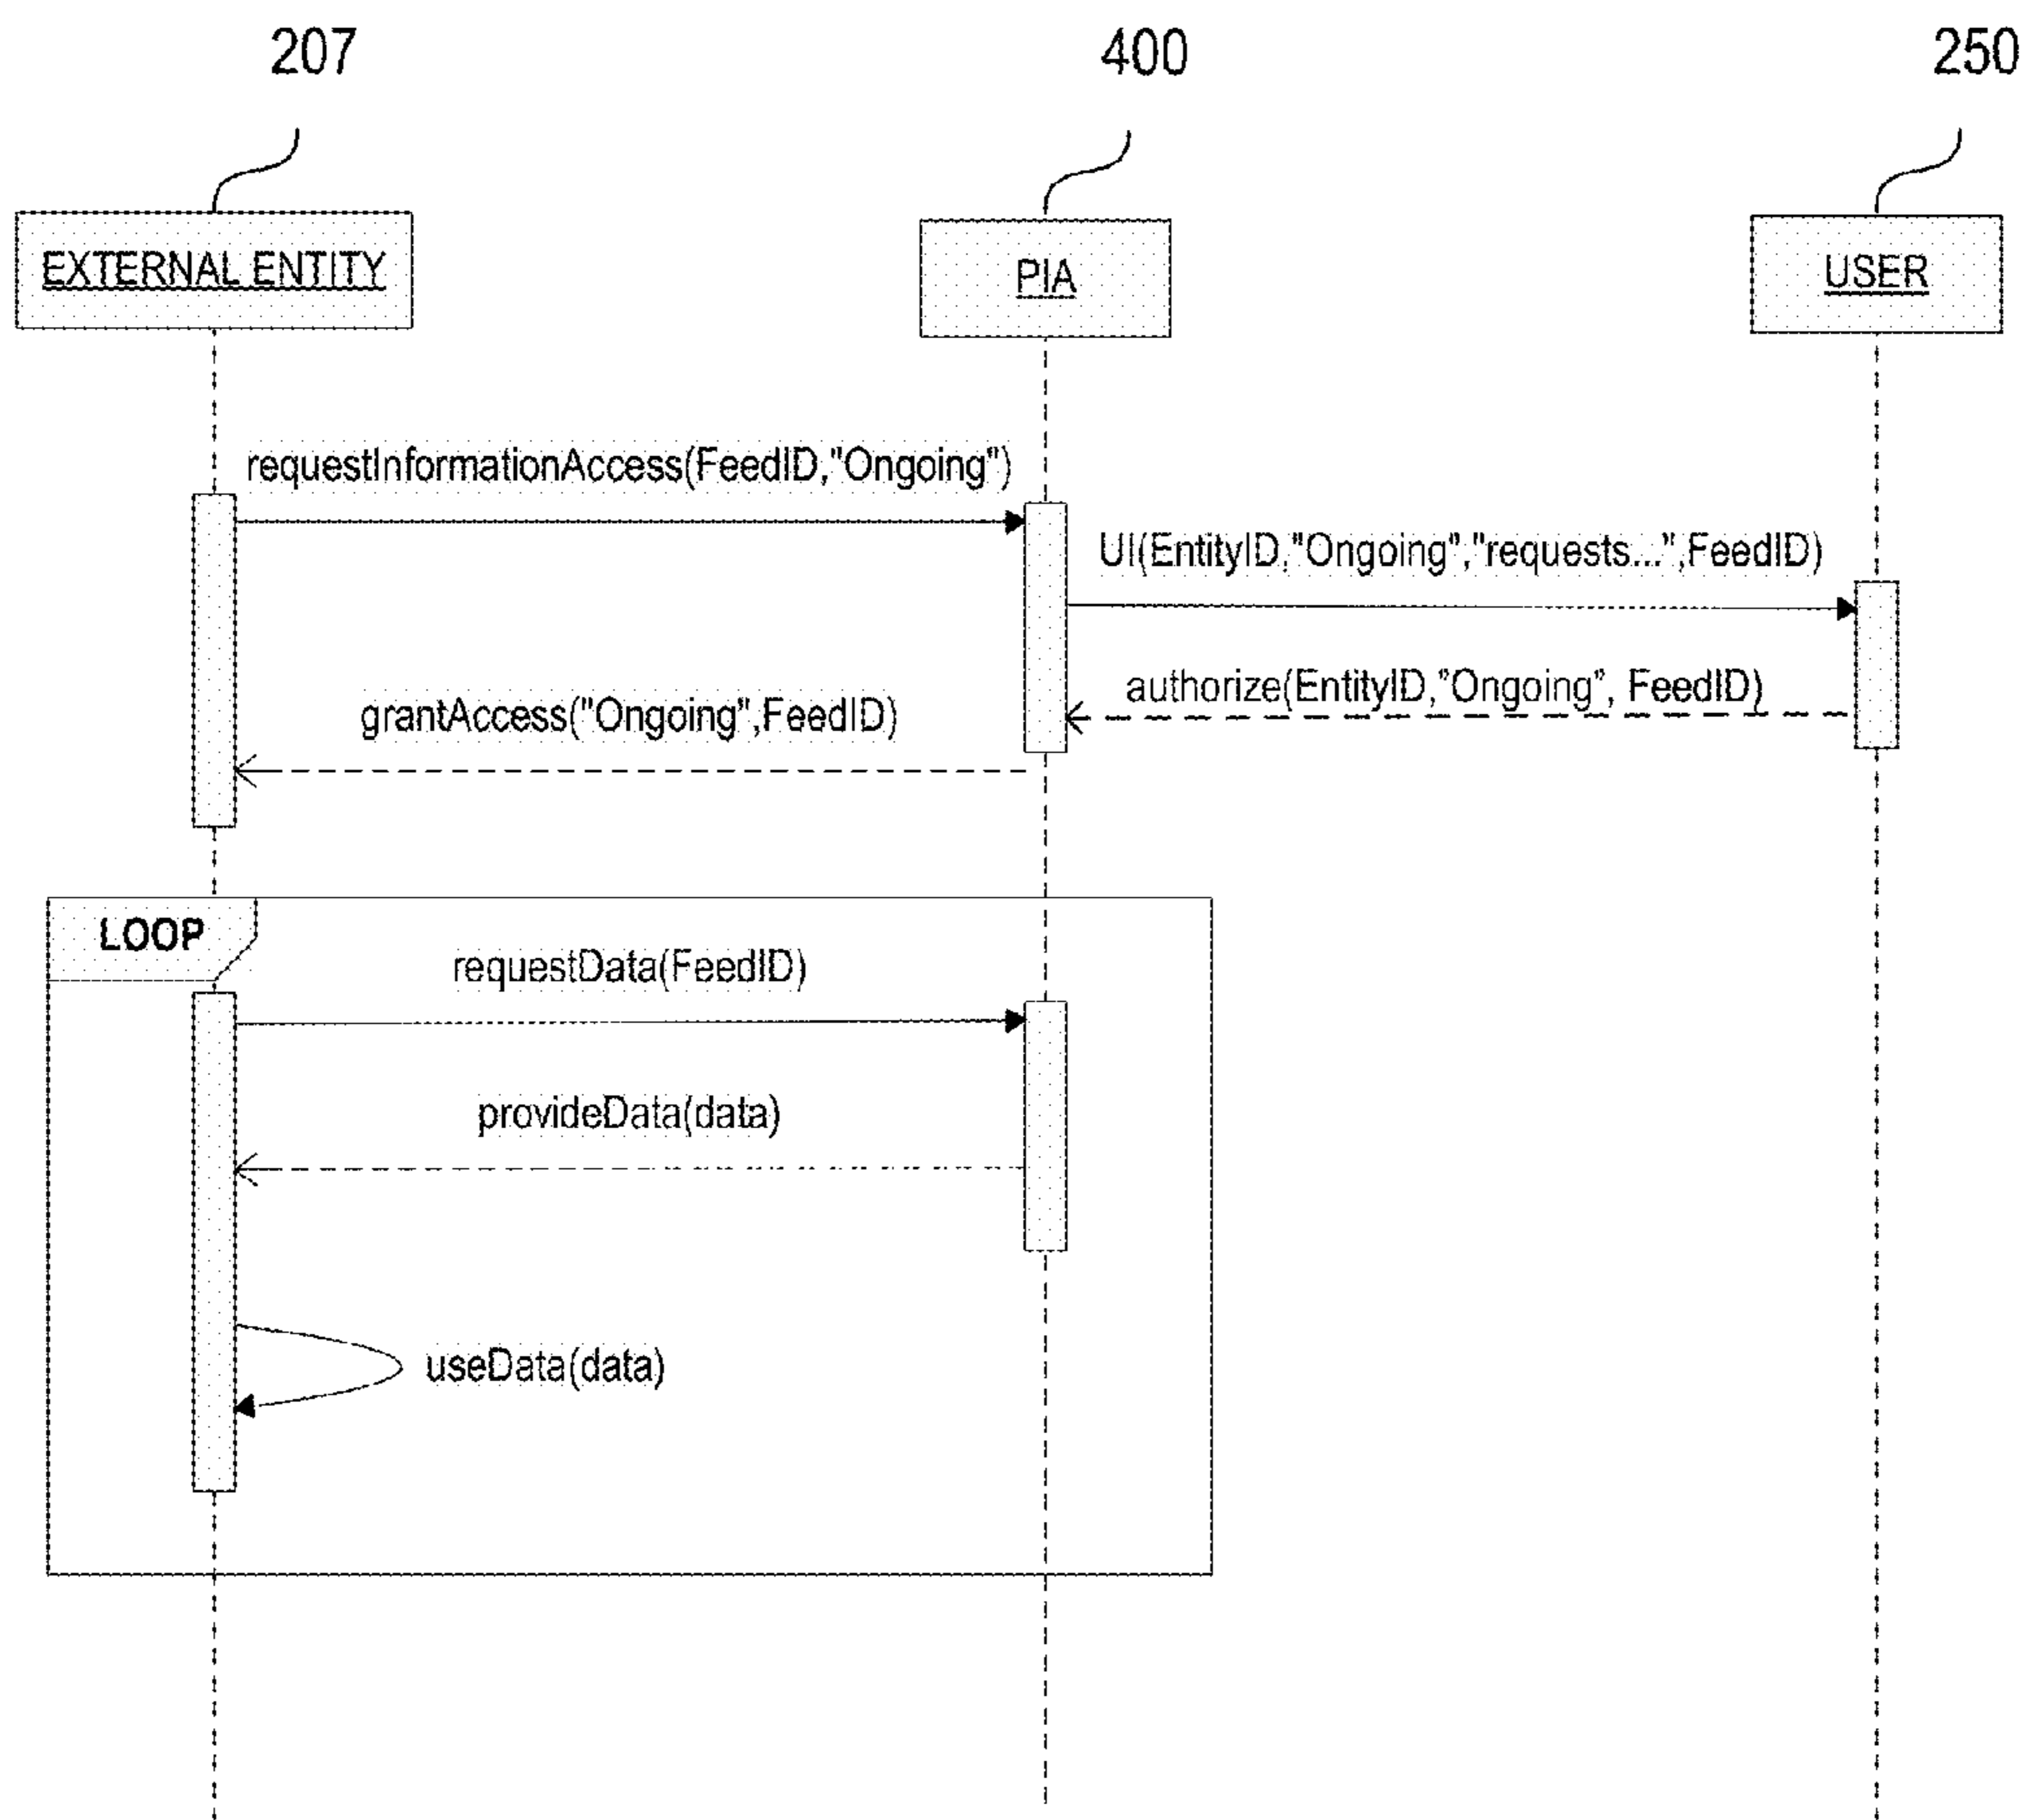 207
400
250
EXTERNAL ENTITY
PIA
USER
requestInformationAccess(FeedID,"Ongoing")
UI(EntityID,"Ongoing","requests...",FeedID)
authorize(EntityID,"Ongoing", FeedID)
grantAccess("Ongoing",FeedID)
LOOP
requestData(FeedID)
provideData(data)
useData(data)